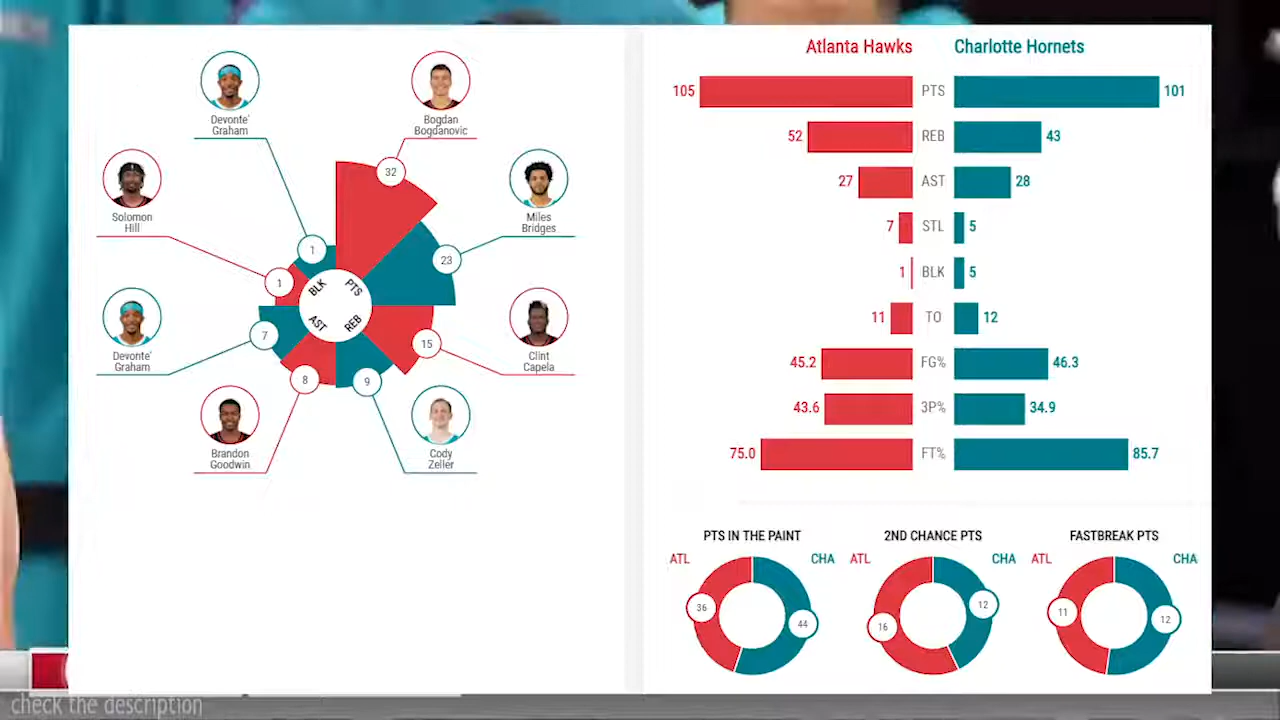 Devonte'
Graham
Bogdan
Bogdanovic
32
Solomon
Hill
Miles
Bridges
1
23
1
BLK
PTS
AST
REB
Devonte'
Graham
7
15
Clint
Capela
8
9
Brandon
Goodwin
Cody
Zeller
Atlanta Hawks
Charlotte Hornets
105 PTS 101
52 REB 43
27 AST 28
7 STL 5
1 BLK 5
11 TO 12
45.2 FG% 46.3
43.6 3P% 34.9
75.0 FT% 85.7
PTS IN THE PAINT
ATL CHA
36 44
2ND CHANCE PTS
ATL CHA
16 12
FASTBREAK PTS
ATL CHA
11 12
check the description